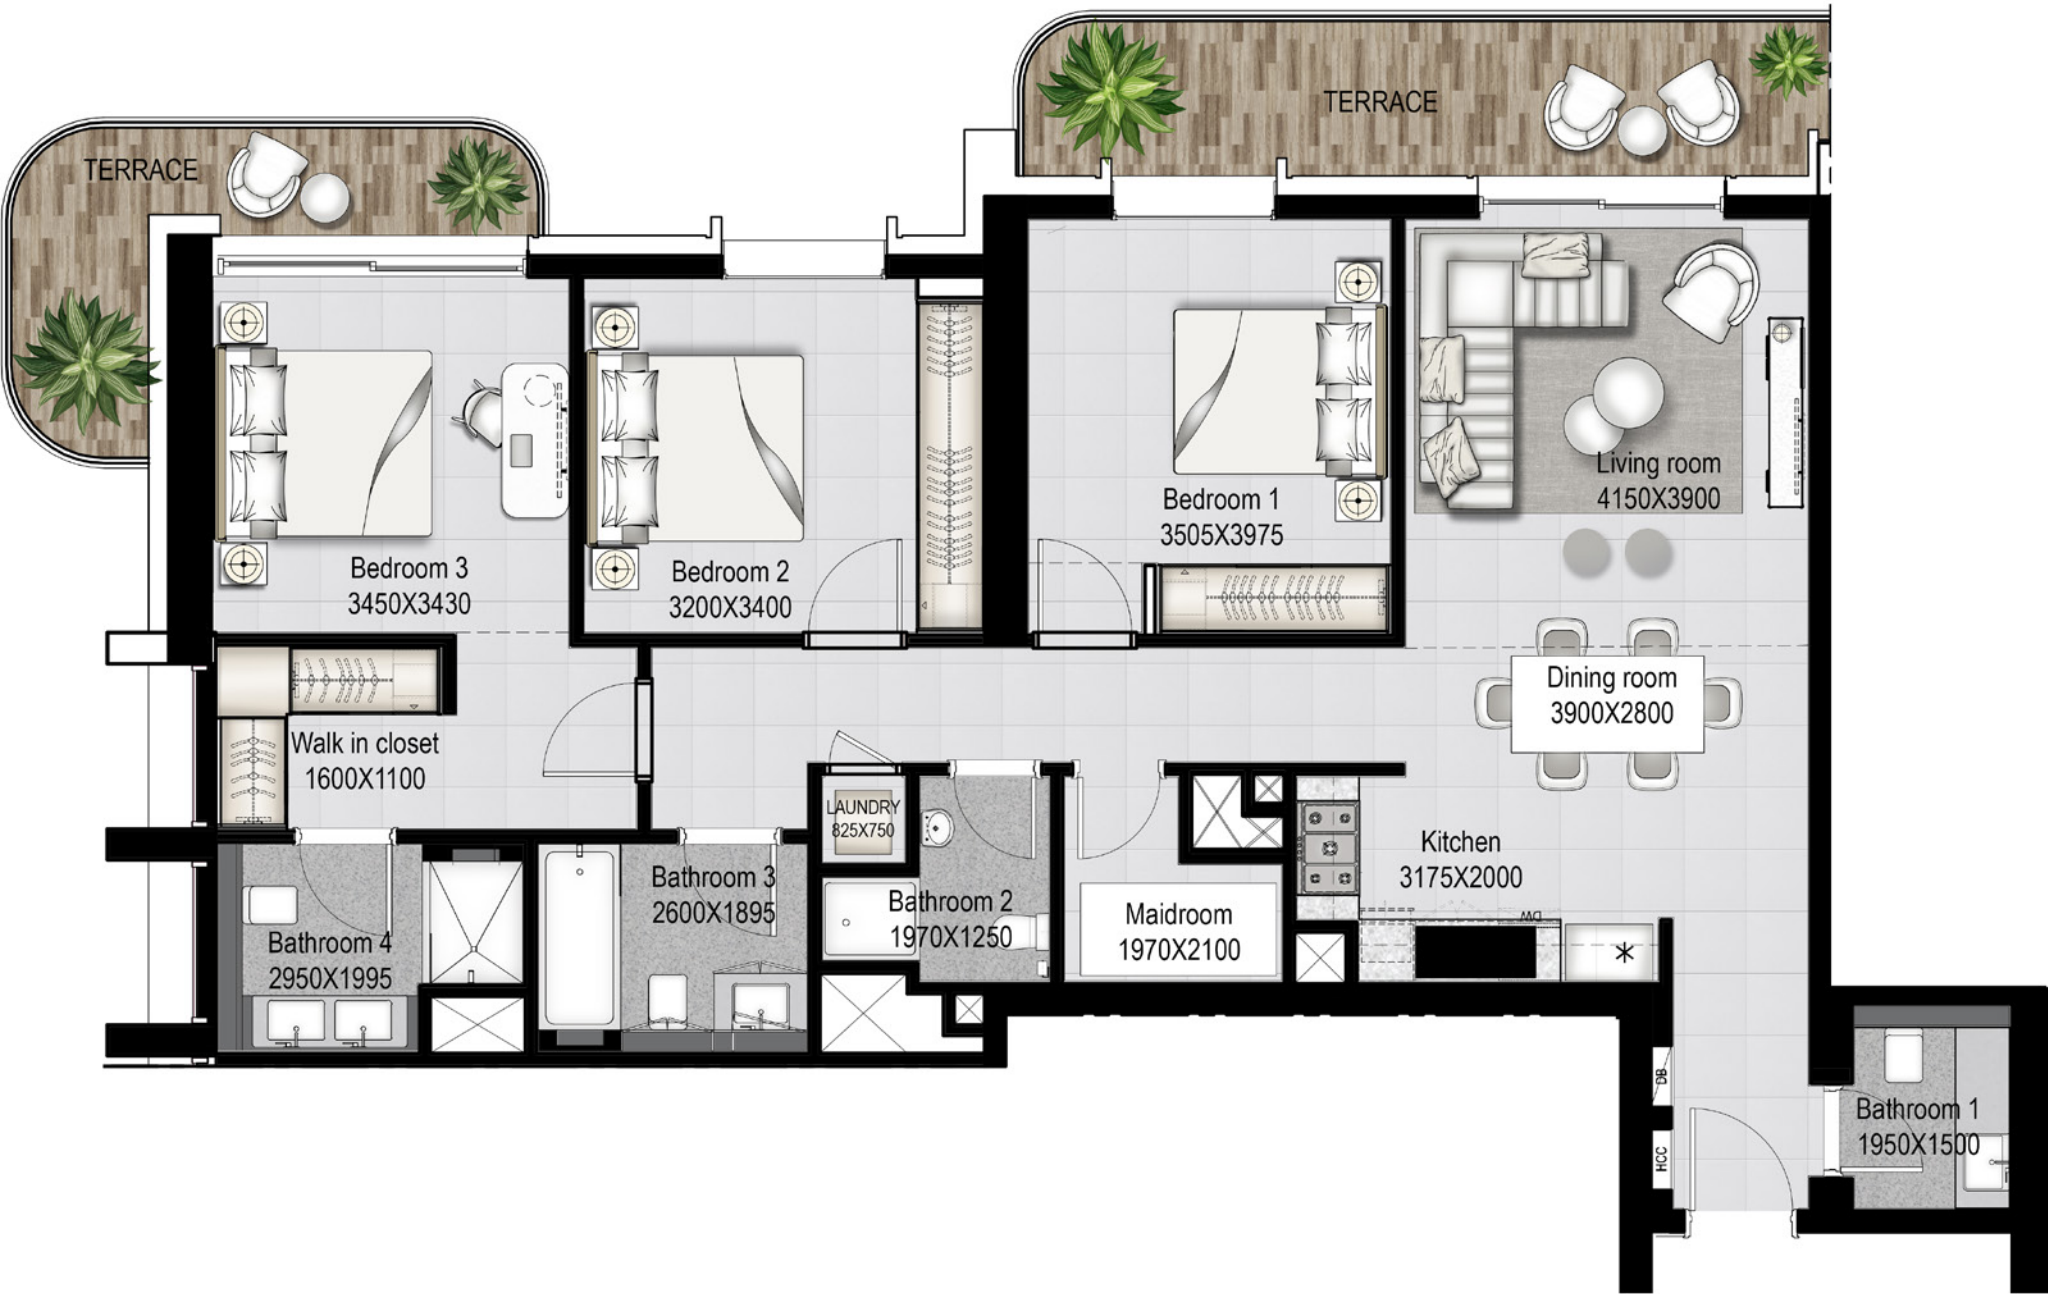 TERRACE
TERRACE
Living room
4150X3900
Bedroom 1
3505X3975
Bedroom 3
3450X3430
Bedroom 2
3200X3400
Dining room
3900X2800
Walk in closet
1600X1100
LAUNDRY
825X750
Kitchen
3175X2000
Bathroom 3
2600X1895
Bathroom 2
1970X1250
Maidroom
1970X2100
DW
*
Bathroom 4
2950X1995
DB
Bathroom 1
1950X1500
HCC